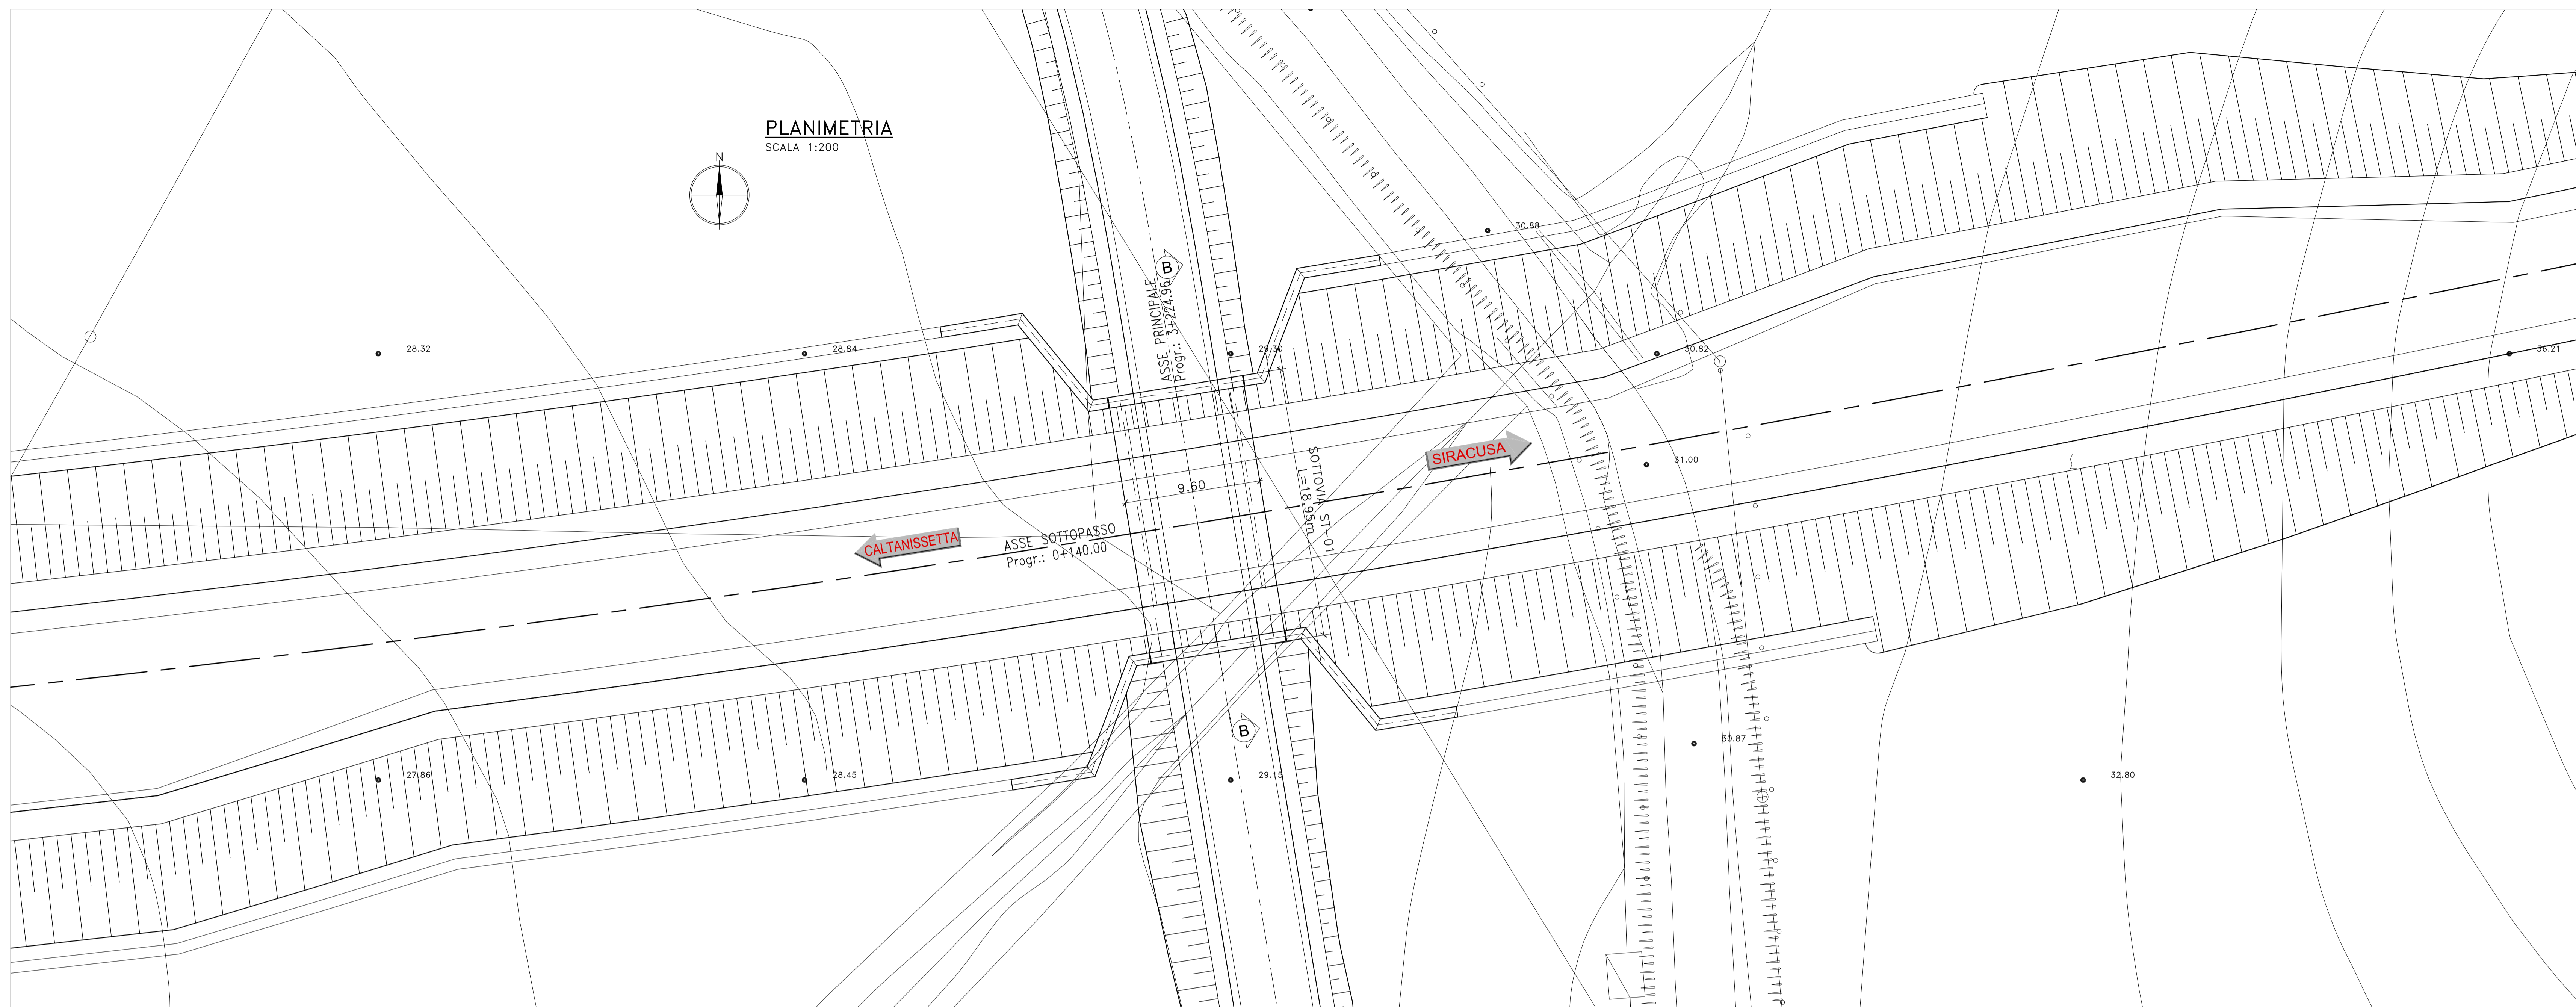 PLANIMETRIA
SCALA 1:200
N
B
ASSE PRINCIPALE
Progr.: 3+224.96
30.88
28.32
28.84
29.30
30.82
36.21
SIRACUSA
31.00
SOTTOVIA ST-01
L=18.95m
9.60
CALTANISSETTA
ASSE SOTTOPASSO
Progr.: 0+140.00
B
30.87
27.86
28.45
29.15
32.80